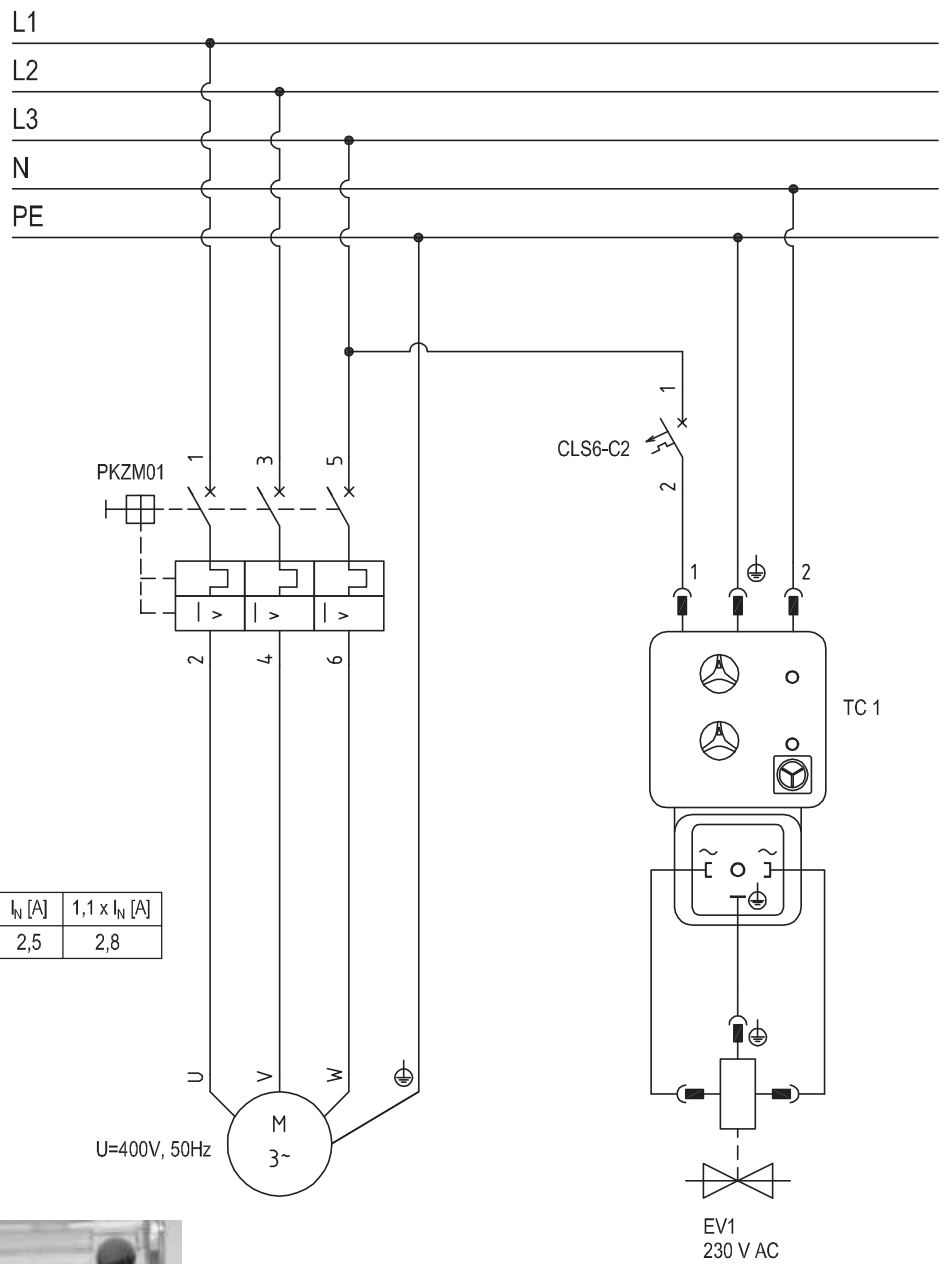 L1
L2
L3
N
PE
1
CLS6-C2
2
PKZM01
1
3
5
I >
I >
I >
2
4
6
1
2
TC 1
~
~
I_N [A]
1,1 x I_N [A]
2,5
2,8
U
V
W
M
3~
U=400V, 50Hz
EV1
230 V AC